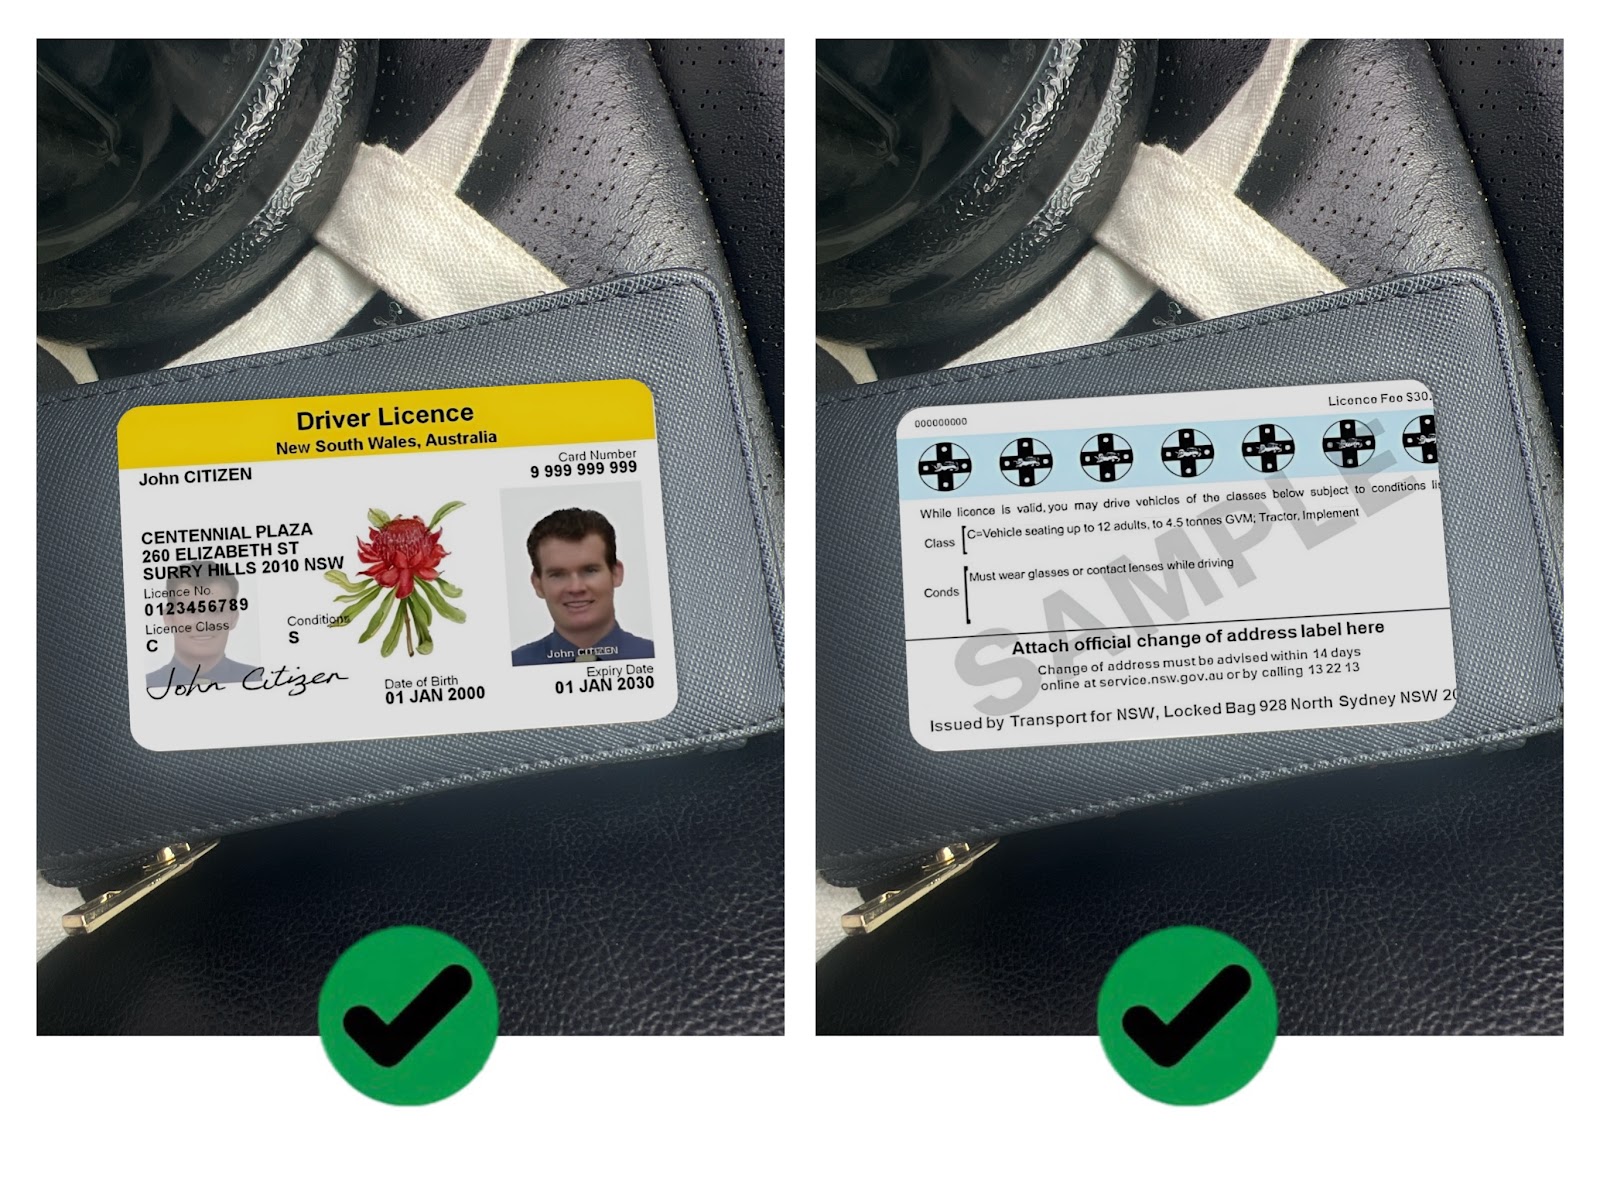 Driver Licence
New South Wales, Australia
John CITIZEN
Card Number
9 999 999 999
CENTENNIAL PLAZA
260 ELIZABETH ST
SURRY HILLS 2010 NSW
Licence No.
0123456789
Licence Class
C
Conditions
S
John Citizen
John CITIZEN
Date of Birth
01 JAN 2000
Expiry Date
01 JAN 2030
000000000
Licence Fee $30.
While licence is valid, you may drive vehicles of the classes below subject to conditions
Class
C=Vehicle seating up to 12 adults, to 4.5 tonnes GVM; Tractor, Implement
Conds
Must wear glasses or contact lenses while driving
SAMPLE
Attach official change of address label here
Change of address must be advised within 14 days
online at service.nsw.gov.au or by calling 13 22 13
Issued by Transport for NSW, Locked Bag 928 North Sydney NSW